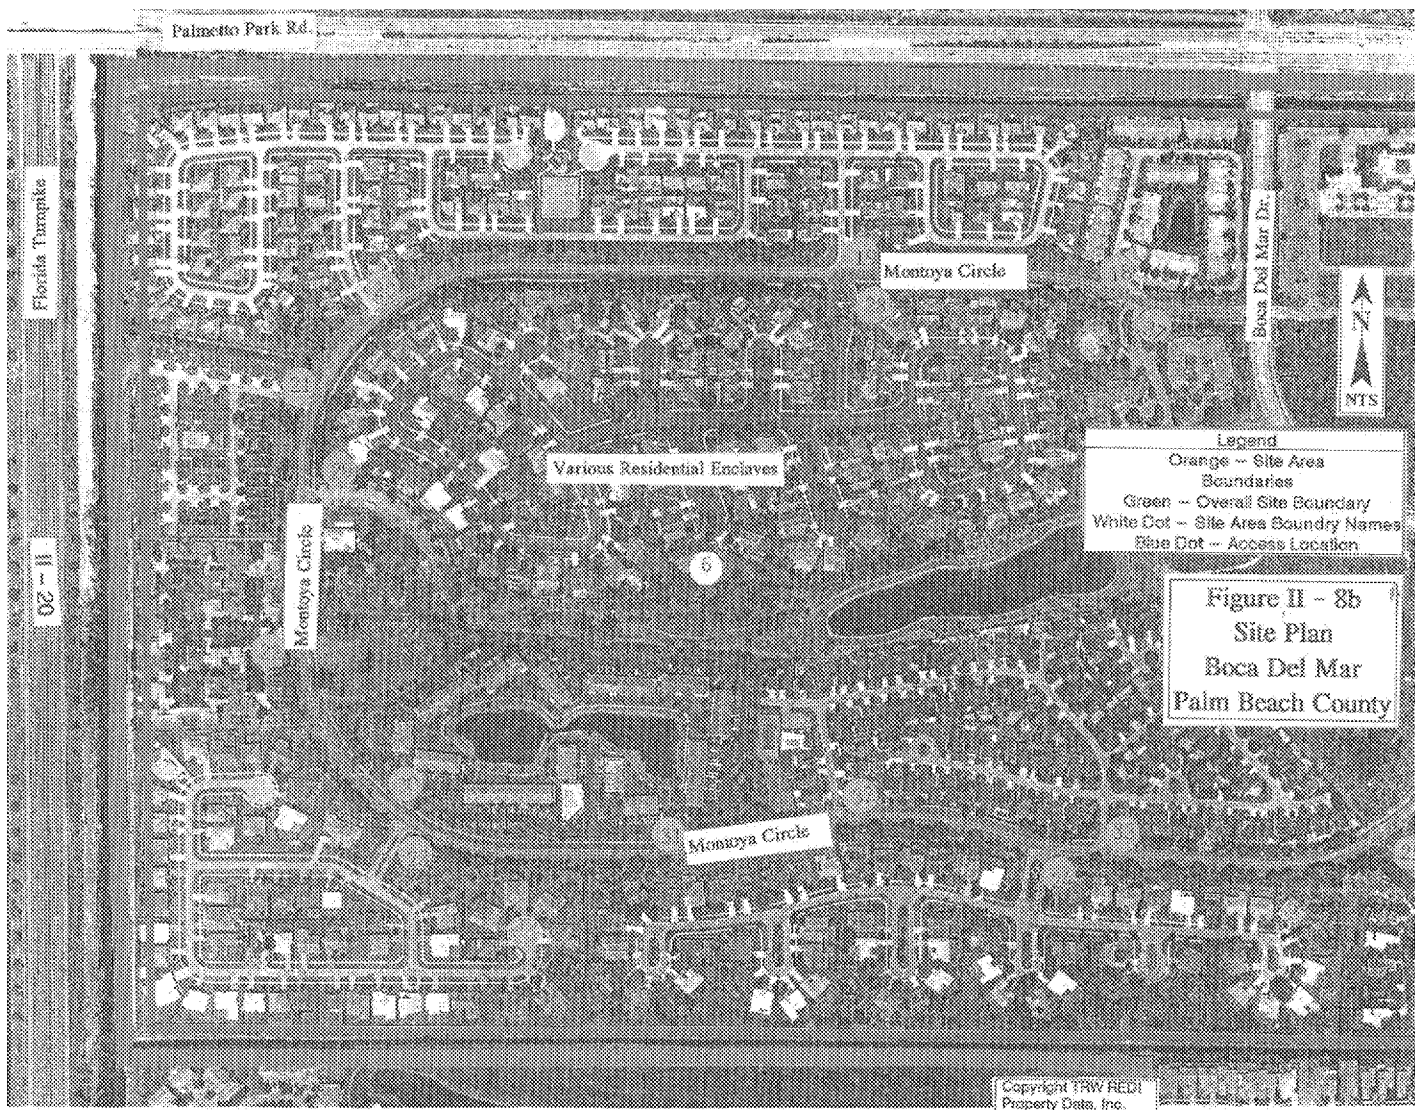 Palmetto Park Rd.
Florida Turnpike
Boca Del Mar Dr.
Montoya Circle
N
NTS
Legend
Orange – Site Area
Boundaries
Green – Overall Site Boundary
White Dot – Site Area Boundry Names
Blue Dot – Access Location
Various Residential Enclaves
Montoya Circle
II – 20
6
Figure II – 8b
Site Plan
Boca Del Mar
Palm Beach County
Montoya Circle
Copyright TRW REDI
Property Data, Inc.